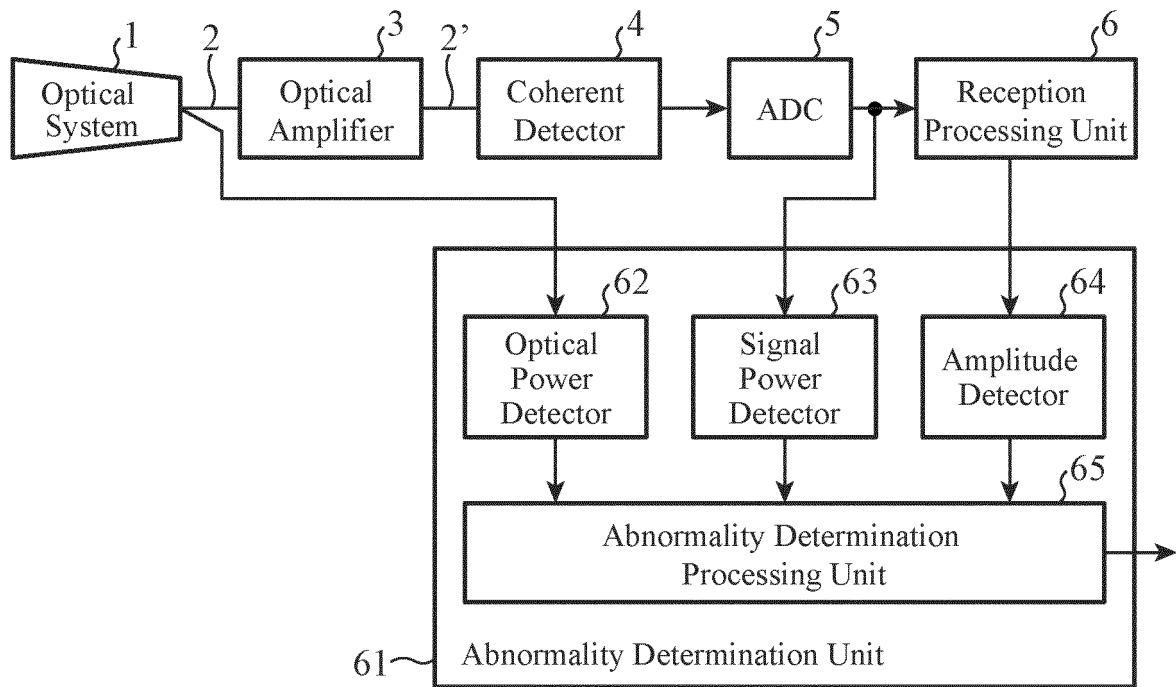 1
2
3
2’
4
5
6
Optical
System
Optical
Amplifier
Coherent
Detector
ADC
Reception
Processing Unit
62
63
64
Optical
Power
Detector
Signal
Power
Detector
Amplitude
Detector
65
Abnormality Determination
Processing Unit
61
Abnormality Determination Unit